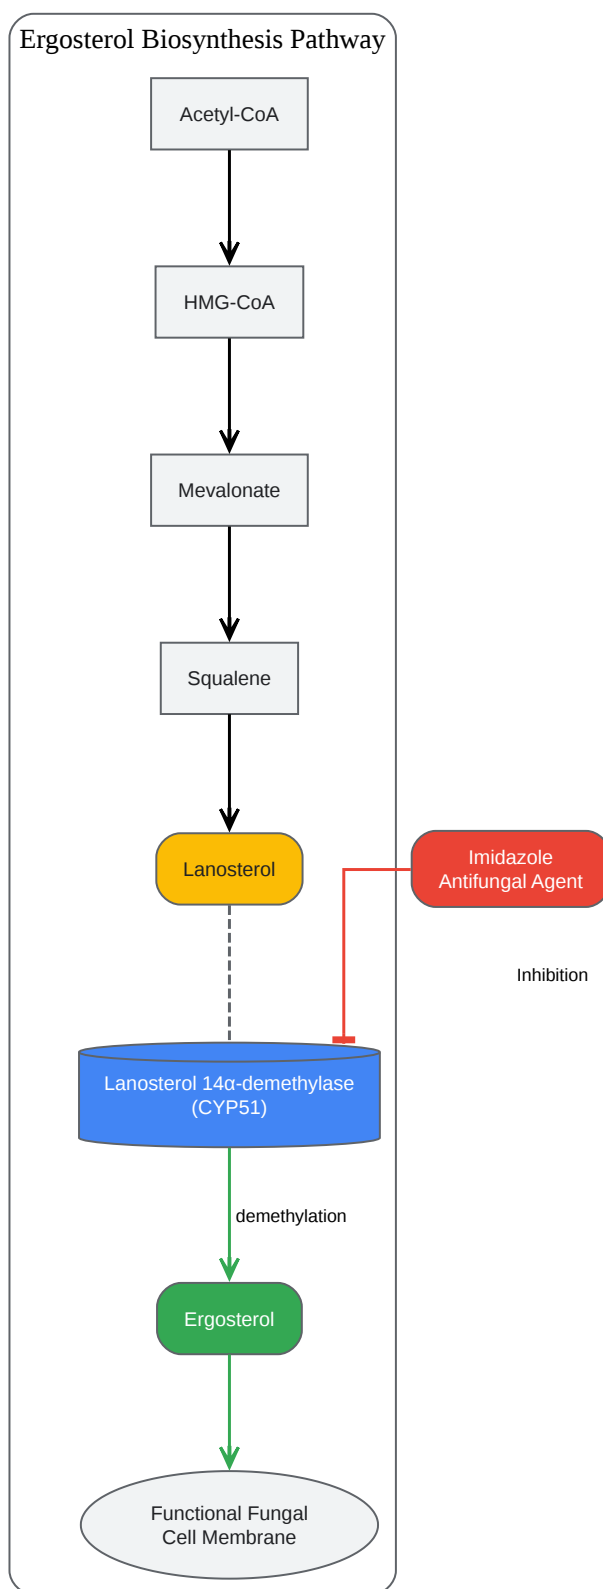 Ergosterol Biosynthesis Pathway
Acetyl-CoA
HMG-CoA
Mevalonate
Squalene
Lanosterol
Imidazole
Antifungal Agent
Inhibition
Lanosterol 14α-demethylase
(CYP51)
demethylation
Ergosterol
Functional Fungal
Cell Membrane